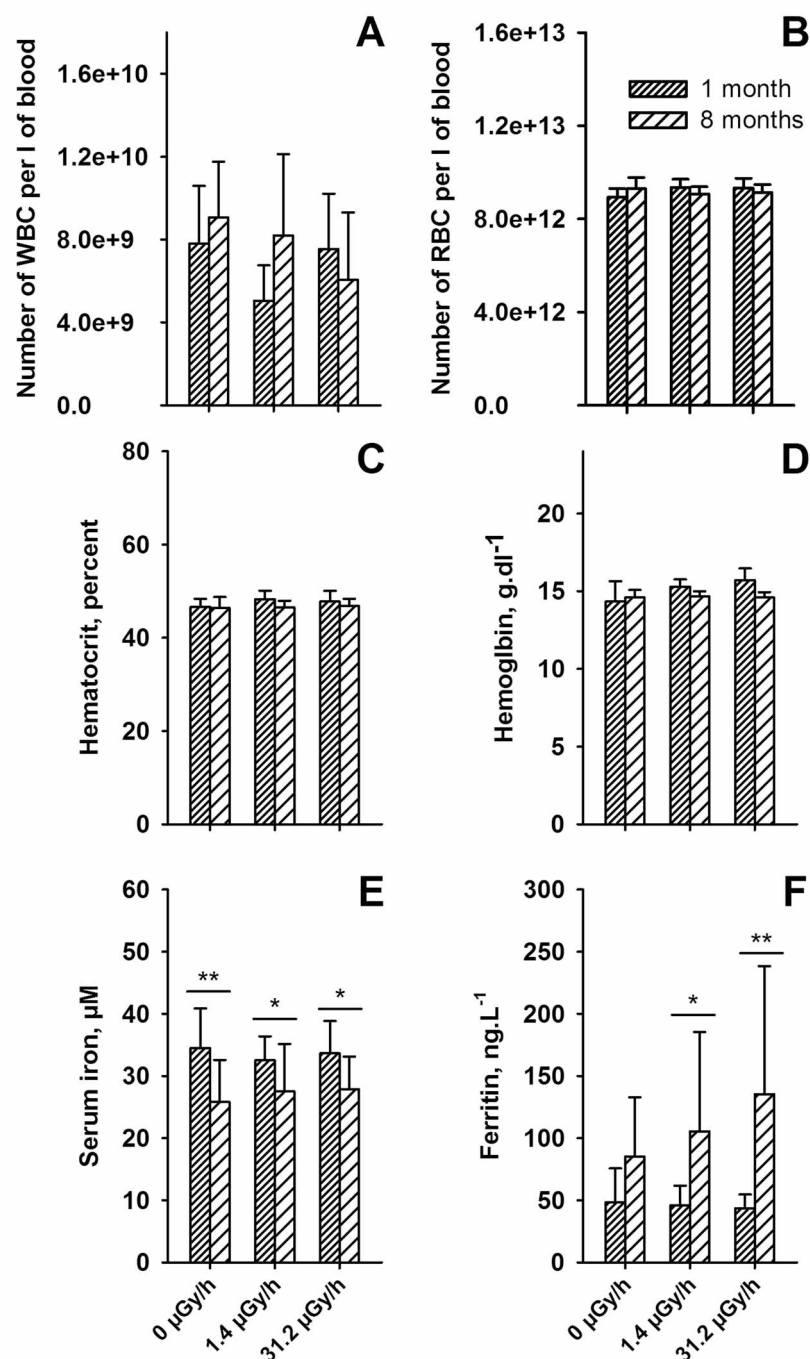 A
Number of WBC per l of blood
1.6e+10
1.2e+10
8.0e+9
4.0e+9
0.0
B
Number of RBC per l of blood
1.6e+13
1.2e+13
8.0e+12
4.0e+12
0.0
1 month
8 months
C
Hematocrit, percent
80
60
40
20
0
D
Hemoglbin, g.dl-1
20
15
10
5
0
E
Serum iron, µM
60
50
40
30
20
10
0
**
*
*
0 µGy/h
1.4 µGy/h
31.2 µGy/h
F
Ferritin, ng.L-1
300
250
200
150
100
50
0
*
**
0 µGy/h
1.4 µGy/h
31.2 µGy/h